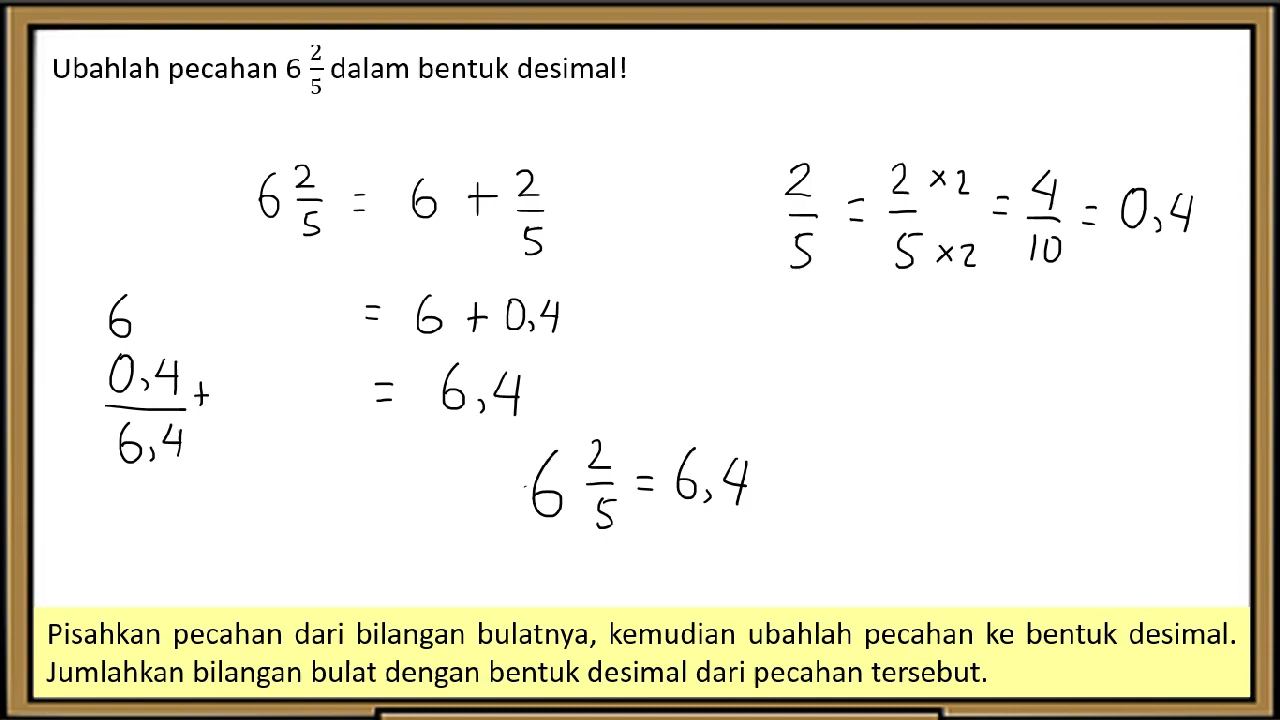 Ubahlah pecahan 6 2/5 dalam bentuk desimal!
6 2/5 = 6 + 2/5
2/5 = 2 × 2 / 5 × 2 = 4/10 = 0,4
= 6 + 0,4
= 6,4
6
0,4 +
6,4
6 2/5 = 6,4
Pisahkan pecahan dari bilangan bulatnya, kemudian ubahlah pecahan ke bentuk desimal.
Jumlahkan bilangan bulat dengan bentuk desimal dari pecahan tersebut.